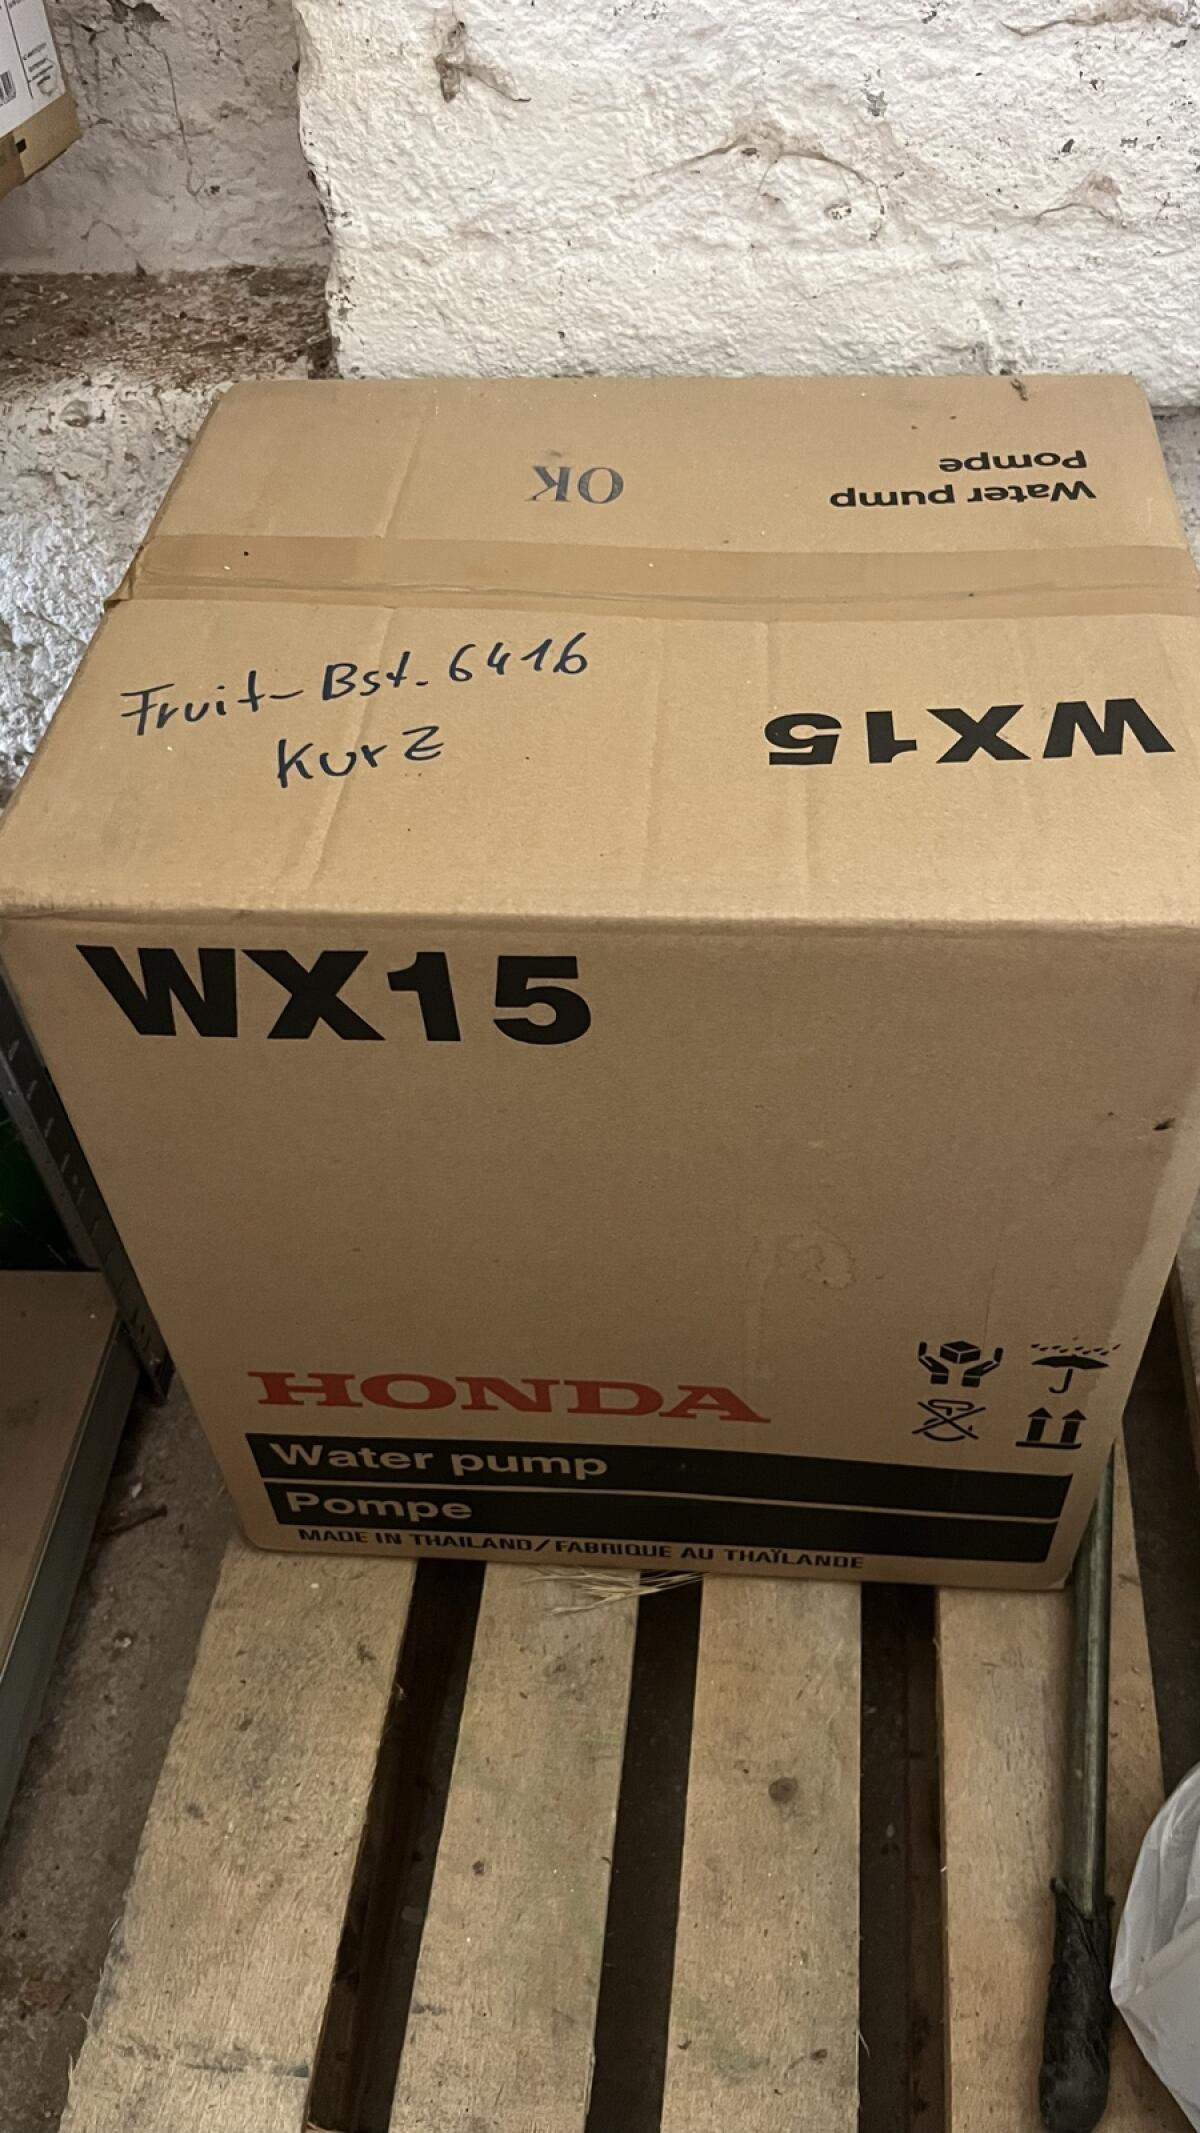 Water pump
Pompe
OK
Fruit- Bst. 6416
Kurz
WX15
WX15
HONDA
Water pump
Pompe
MADE IN THAILAND/FABRIQUE AU THAÏLANDE